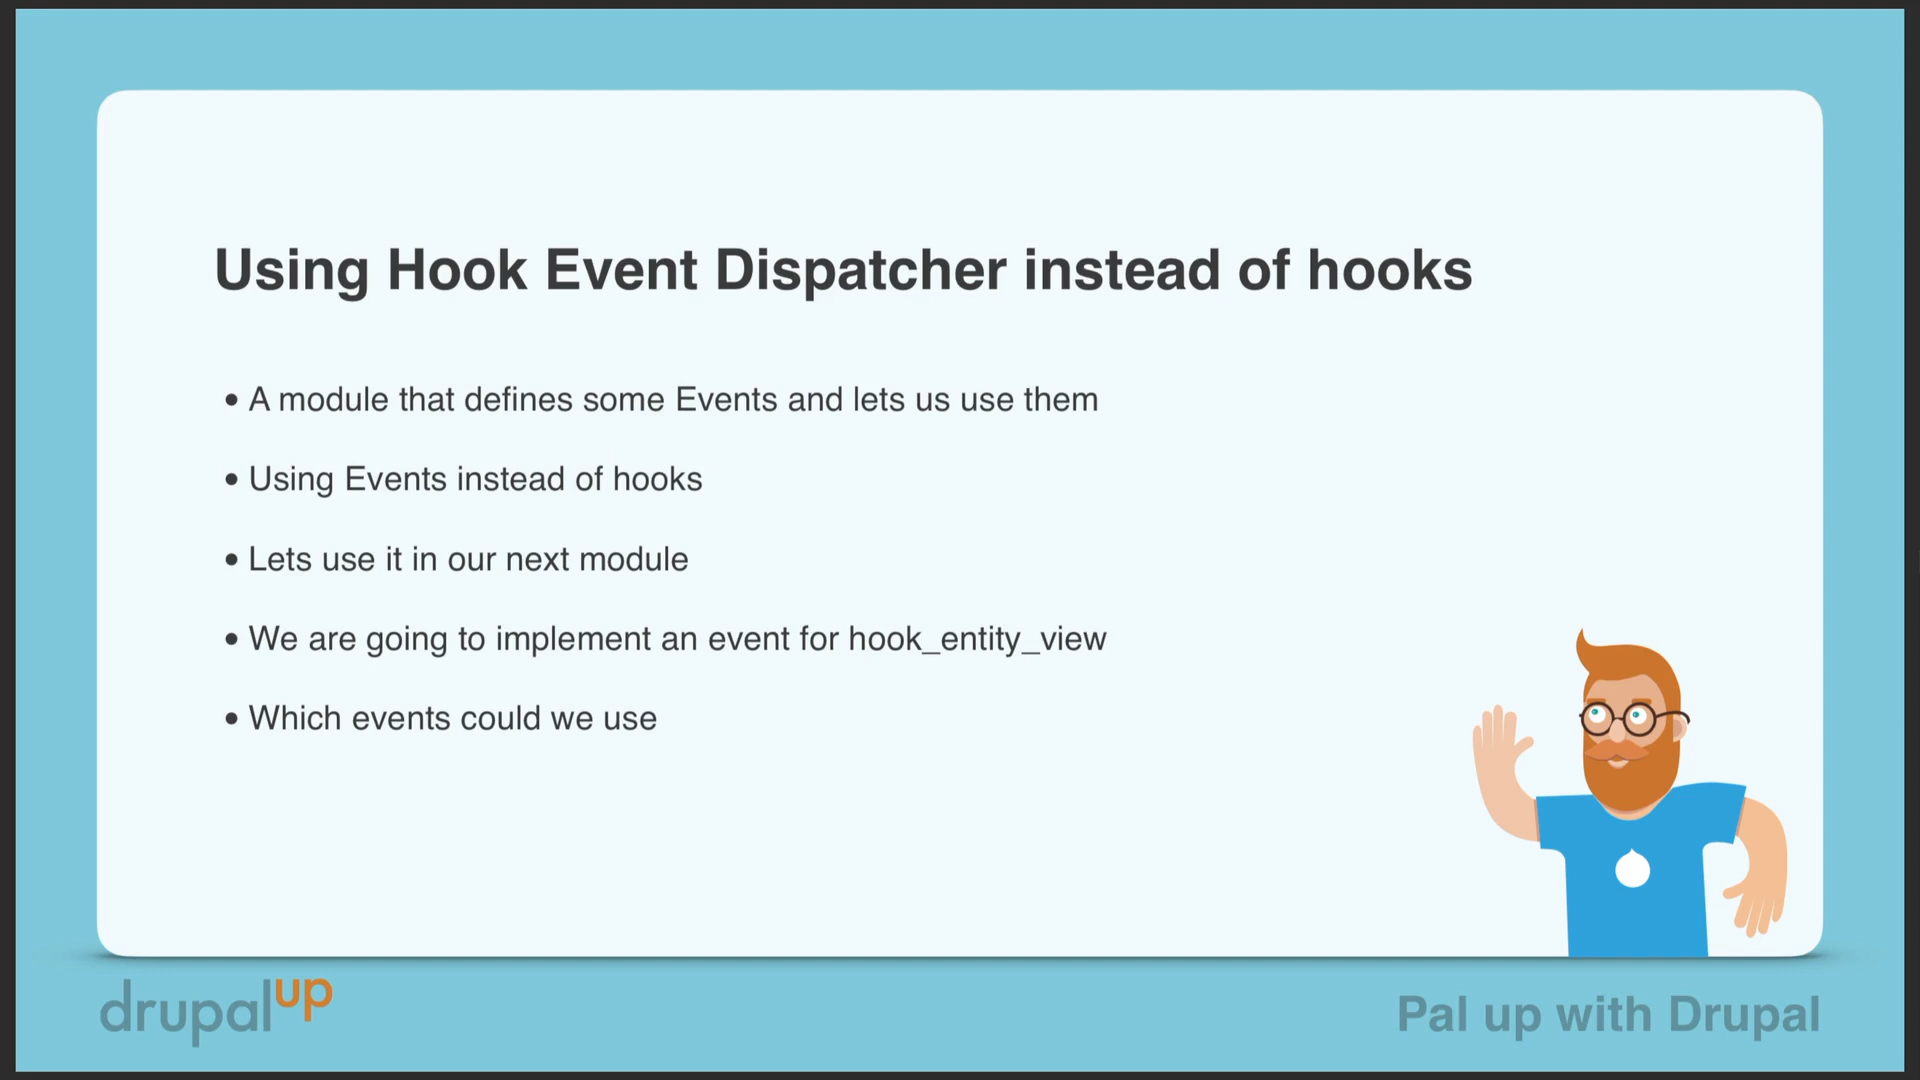 Using Hook Event Dispatcher instead of hooks
• A module that defines some Events and lets us use them
• Using Events instead of hooks
• Lets use it in our next module
• We are going to implement an event for hook_entity_view
• Which events could we use
drupalup
Pal up with Drupal